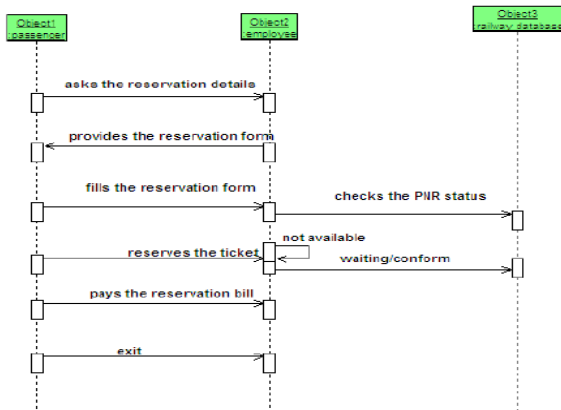 Object1
:passenger
Object2
:employee
Object3
:railway database
asks the reservation details
provides the reservation form
fills the reservation form
checks the PNR status
not available
reserves the ticket
waiting/conform
pays the reservation bill
exit